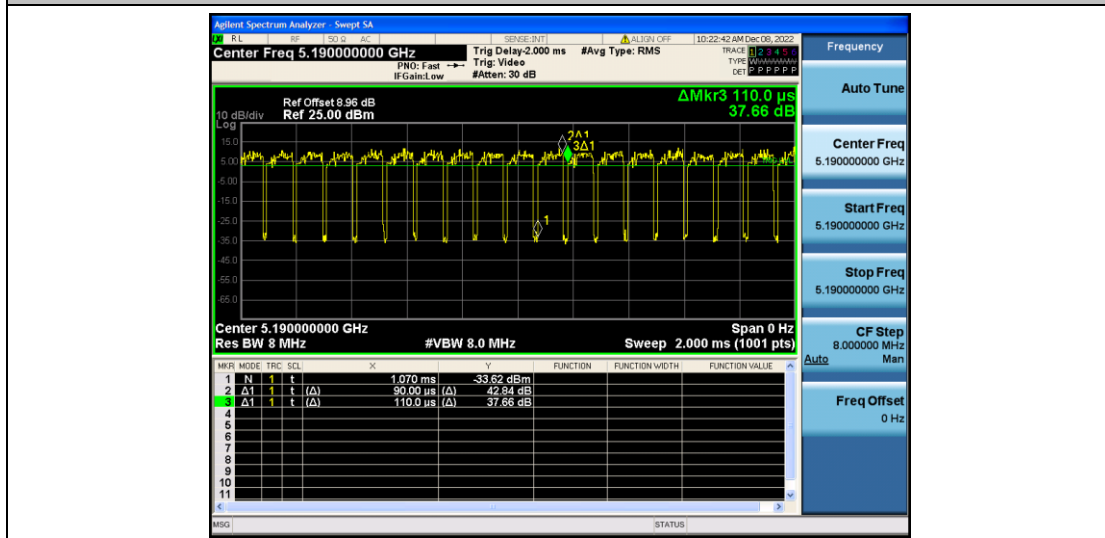 Agilent Spectrum Analyzer - Swept SA
RL RF 50 Ω AC SENSE:INT ALIGN OFF 10:22:42 AM Dec 08, 2022
Center Freq 5.190000000 GHz
PNO: Fast
IFGain:Low
Trig Delay-2.000 ms
Trig: Video
#Atten: 30 dB
#Avg Type: RMS
TRACE 1 2 3 4 5 6
TYPE
DET P P P P P P
ΔMkr3 110.0 µs
37.66 dB
Ref Offset 8.96 dB
10 dB/div Ref 25.00 dBm
Log
15.0
5.00
-5.00
-15.0
-25.0
-35.0
-45.0
-55.0
-65.0
2Δ1
3Δ1
1
Center 5.190000000 GHz Span 0 Hz
Res BW 8 MHz #VBW 8.0 MHz Sweep 2.000 ms (1001 pts)
MKR MODE TRC SCL X Y FUNCTION FUNCTION WIDTH FUNCTION VALUE
1 N 1 t 1.070 ms -33.62 dBm
2 Δ1 1 t (Δ) 90.00 µs (Δ) 42.84 dB
3 Δ1 1 t (Δ) 110.0 µs (Δ) 37.66 dB
4
5
6
7
8
9
10
11
MSG STATUS
Frequency
Auto Tune
Center Freq
5.190000000 GHz
Start Freq
5.190000000 GHz
Stop Freq
5.190000000 GHz
CF Step
8.000000 MHz
Auto Man
Freq Offset
0 Hz